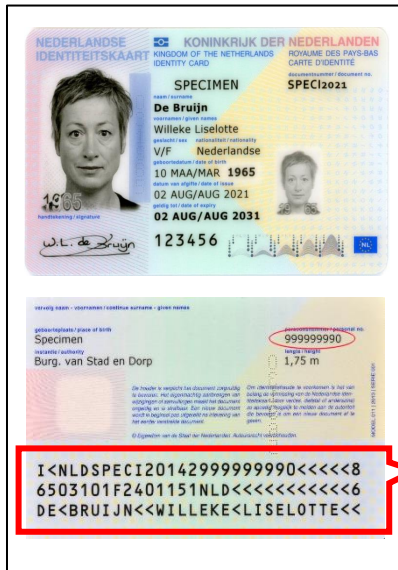 NEDERLANDSE
IDENTITEITSKAART
KONINKRIJK DER NEDERLANDEN
KINGDOM OF THE NETHERLANDS
IDENTITY CARD
ROYAUME DES PAYS-BAS
CARTE D'IDENTITÉ
documentnummer / document no.
SPECIMEN
SPECI2021
naam / surname
De Bruijn
voornamen / given names
Willeke Liselotte
geslacht / sex nationaliteit / nationality
V/F Nederlandse
geboortedatum / date of birth
10 MAA/MAR 1965
datum van afgifte / date of issue
02 AUG/AUG 2021
geldig tot / date of expiry
02 AUG/AUG 2031
1965
handtekening / signature
W.L. de Bruijn
123456
NL
vervolg naam - voornamen / continue surname - given names
geboorteplaats / place of birth
Specimen
persoonsnummer / personal no.
999999990
instantie / authority
Burg. van Stad en Dorp
lengte / height
1,75 m
I<NLDSPECI20142999999990<<<<<8
6503101F2401151NLD<<<<<<<<<<<6
DE<BRUIJN<<WILLEKE<LISELOTTE<<